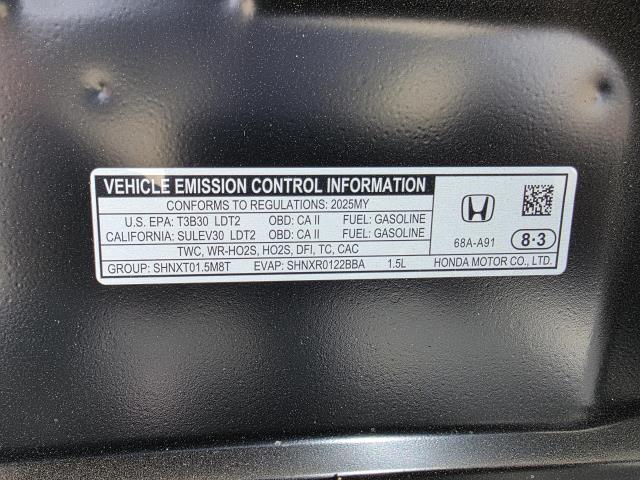 VEHICLE EMISSION CONTROL INFORMATION
CONFORMS TO REGULATIONS: 2025MY
U.S. EPA: T3B30 LDT2 OBD: CA II FUEL: GASOLINE
CALIFORNIA: SULEV30 LDT2 OBD: CA II FUEL: GASOLINE
TWC, WR-HO2S, HO2S, DFI, TC, CAC
GROUP: SHNXT01.5M8T EVAP: SHNXR0122BBA 1.5L
68A-A91 8-3
HONDA MOTOR CO., LTD.